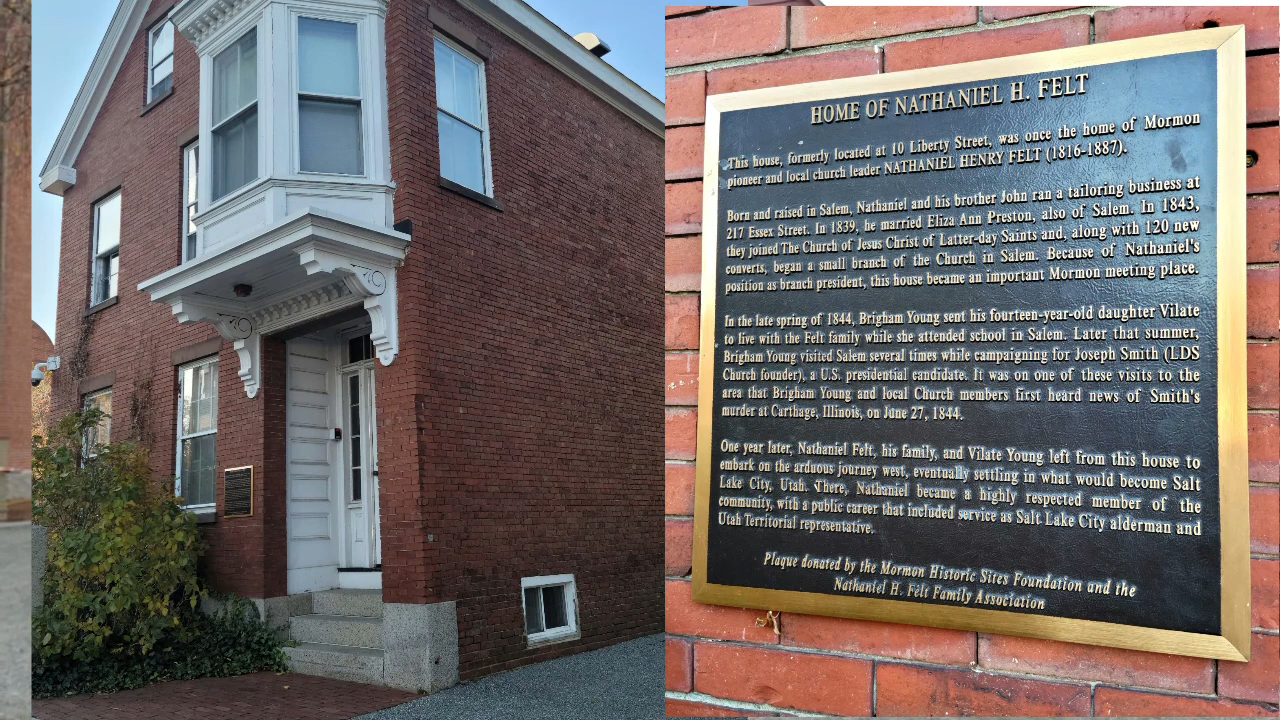 HOME OF NATHANIEL H. FELT
This house, formerly located at 10 Liberty Street, was once the home of Mormon
pioneer and local church leader NATHANIEL HENRY FELT (1816-1887).
Born and raised in Salem, Nathaniel and his brother John ran a tailoring business at
217 Essex Street. In 1839, he married Eliza Ann Preston, also of Salem. In 1843,
they joined The Church of Jesus Christ of Latter-day Saints and, along with 120 new
converts, began a small branch of the Church in Salem. Because of Nathaniel's
position as branch president, this house became an important Mormon meeting place.
In the late spring of 1844, Brigham Young sent his fourteen-year-old daughter Vilate
to live with the Felt family while she attended school in Salem. Later that summer,
Brigham Young visited Salem several times while campaigning for Joseph Smith (LDS
Church founder), a U.S. presidential candidate. It was on one of these visits to the
area that Brigham Young and local Church members first heard news of Smith's
murder at Carthage, Illinois, on June 27, 1844.
One year later, Nathaniel Felt, his family, and Vilate Young left from this house to
embark on the arduous journey west, eventually settling in what would become Salt
Lake City, Utah. There, Nathaniel became a highly respected member of the
community, with a public career that included service as Salt Lake City alderman and
Utah Territorial representative.
Plaque donated by the Mormon Historic Sites Foundation and the
Nathaniel H. Felt Family Association